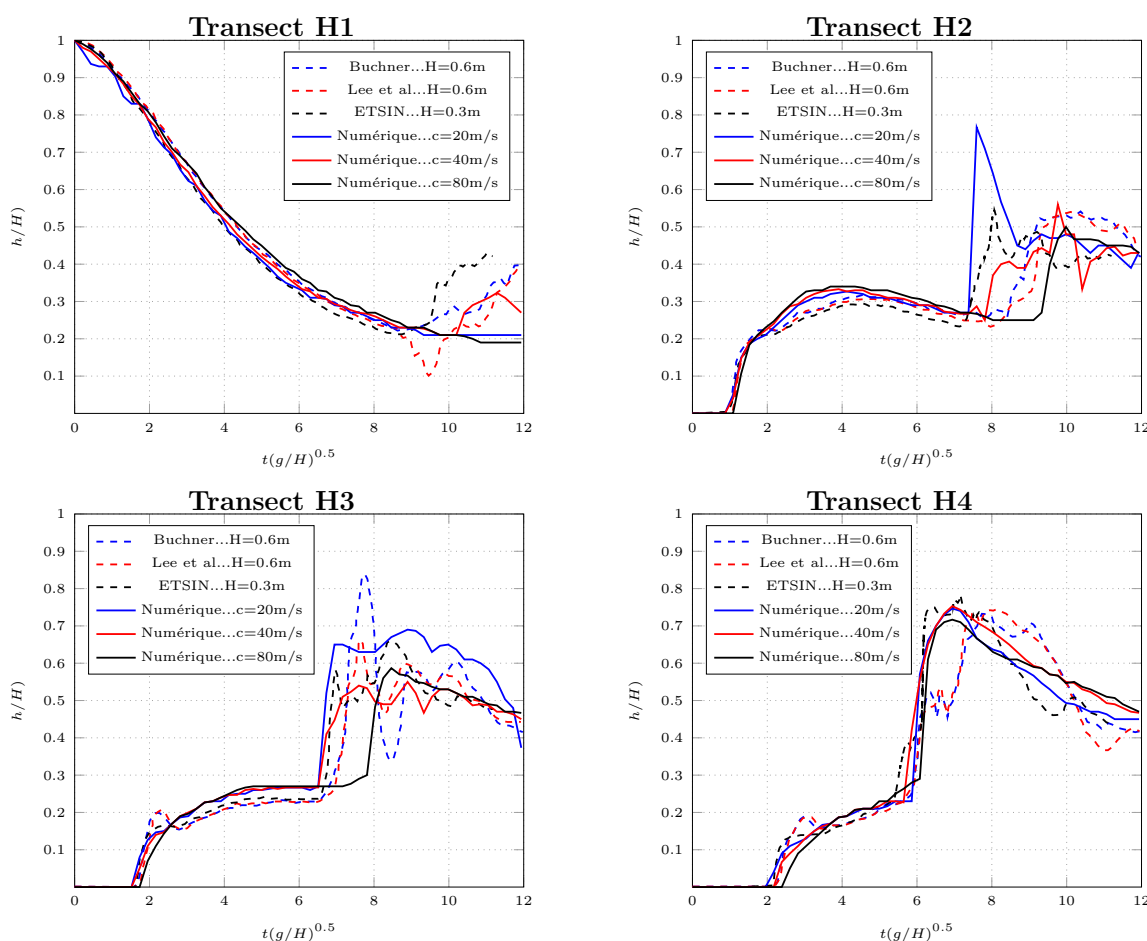 Transect H1
1
0.9
0.8
0.7
0.6
0.5
0.4
0.3
0.2
0.1
h/H
Buchner...H=0.6m
Lee et al...H=0.6m
ETSIN...H=0.3m
Numérique...c=20m/s
Numérique...c=40m/s
Numérique...c=80m/s
0 2 4 6 8 10 12
t(g/H)^0.5
Transect H2
1
0.9
0.8
0.7
0.6
0.5
0.4
0.3
0.2
0.1
h/H
Buchner...H=0.6m
Lee et al...H=0.6m
ETSIN...H=0.3m
Numérique...c=20m/s
Numérique...c=40m/s
Numérique...c=80m/s
0 2 4 6 8 10 12
t(g/H)^0.5
Transect H3
1
0.9
0.8
0.7
0.6
0.5
0.4
0.3
0.2
0.1
h/H
Buchner...H=0.6m
Lee et al...H=0.6m
ETSIN...H=0.3m
Numérique...c=20m/s
Numérique...c=40m/s
Numérique...c=80m/s
0 2 4 6 8 10 12
t(g/H)^0.5
Transect H4
1
0.9
0.8
0.7
0.6
0.5
0.4
0.3
0.2
0.1
h/H
Buchner...H=0.6m
Lee et al...H=0.6m
ETSIN...H=0.3m
Numérique...20m/s
Numérique...40m/s
Numérique...80m/s
0 2 4 6 8 10 12
t(g/H)^0.5